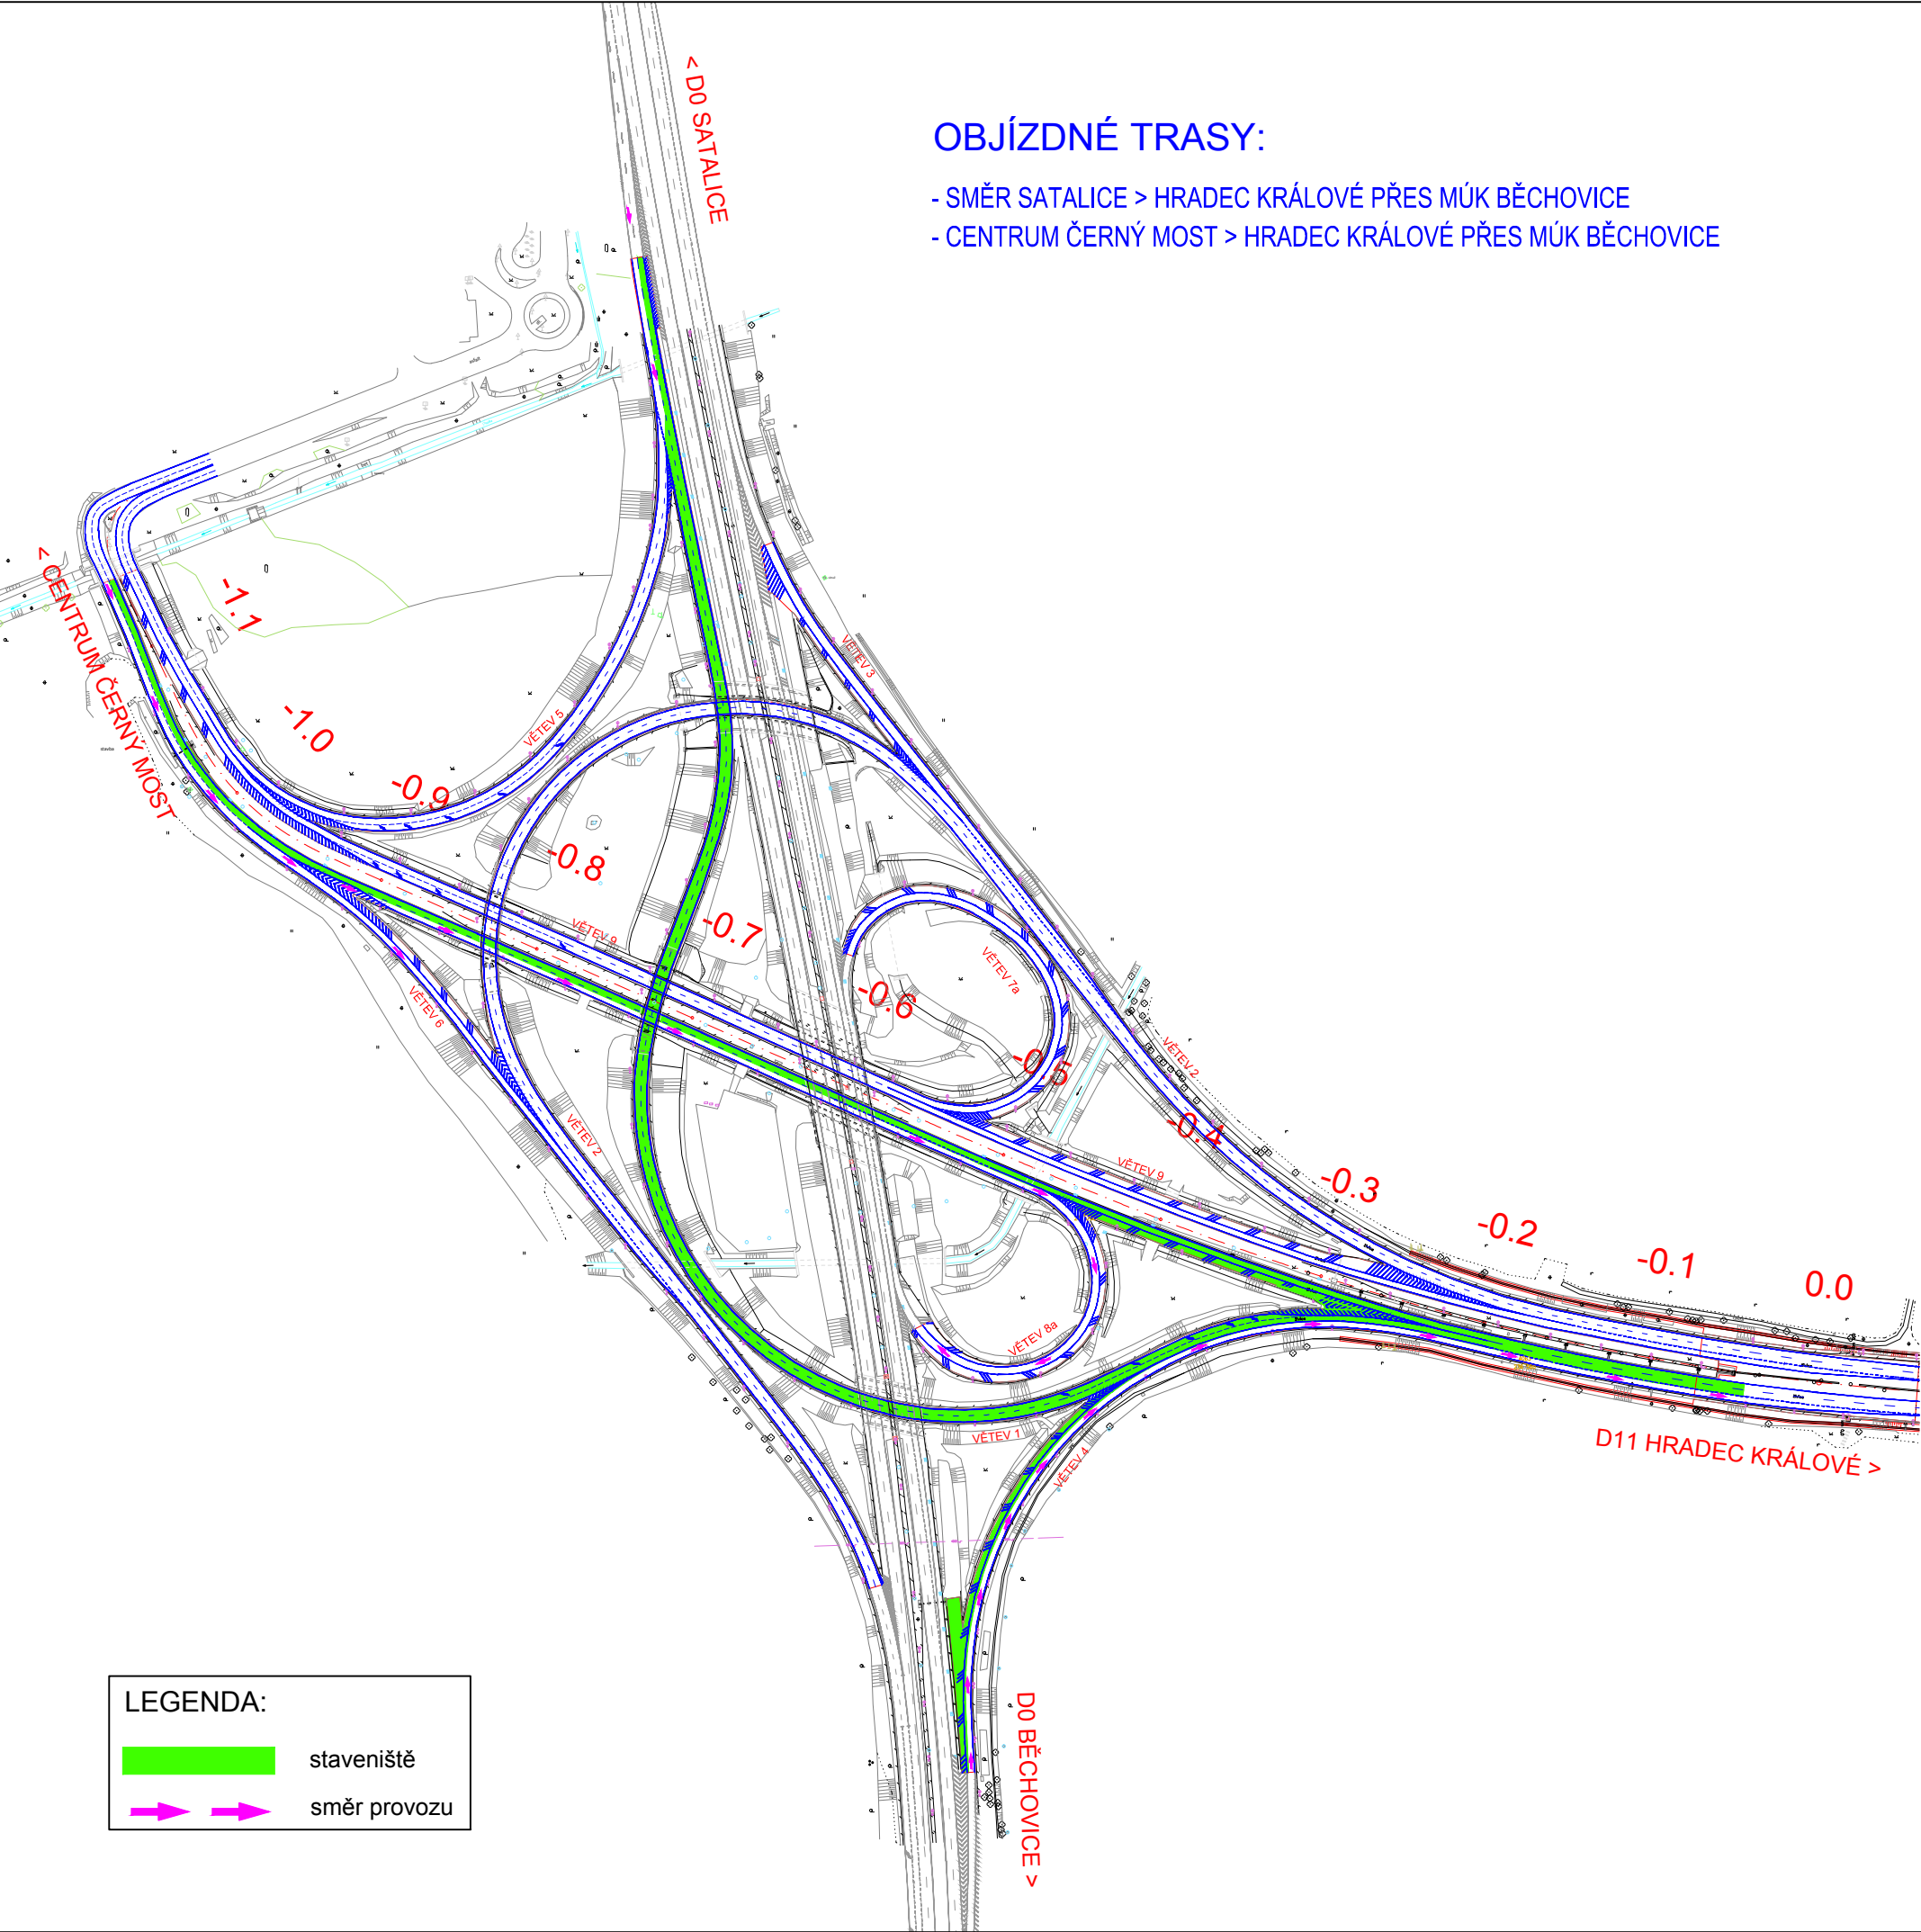 < D0 SATALICE
OBJÍZDNÉ TRASY:
- SMĚR SATALICE > HRADEC KRÁLOVÉ PŘES MÚK BĚCHOVICE
- CENTRUM ČERNÝ MOST > HRADEC KRÁLOVÉ PŘES MÚK BĚCHOVICE
< CENTRUM ČERNÝ MOST
-1.1
-1.0
-0.9
-0.8
-0.7
-0.6
-0.5
-0.4
-0.3
-0.2
-0.1
0.0
VĚTEV 3
VĚTEV 5
VĚTEV 9
VĚTEV 7a
VĚTEV 6
VĚTEV 2
VĚTEV 2
VĚTEV 9
VĚTEV 8a
VĚTEV 1
VĚTEV 4
D11 HRADEC KRÁLOVÉ >
D0 BĚCHOVICE >
LEGENDA:
staveniště
směr provozu